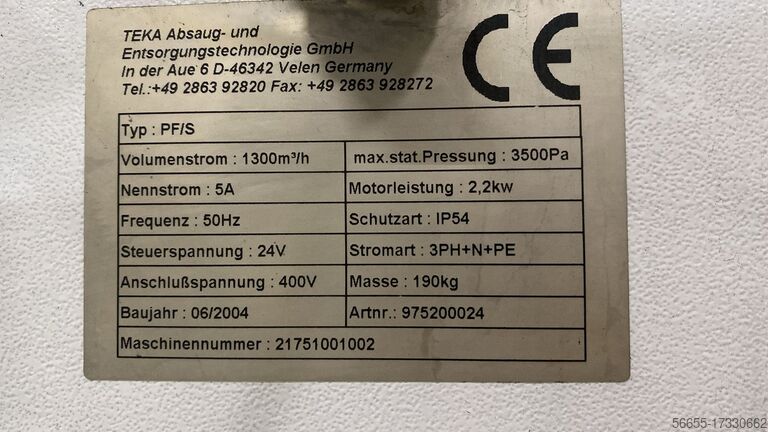 TEKA Absaug- und
Entsorgungstechnologie GmbH
In der Aue 6 D-46342 Velen Germany
Tel.:+49 2863 92820 Fax: +49 2863 928272
CE
Typ : PF/S
Volumenstrom : 1300m³/h max.stat.Pressung : 3500Pa
Nennstrom : 5A Motorleistung : 2,2kw
Frequenz : 50Hz Schutzart : IP54
Steuerspannung : 24V Stromart : 3PH+N+PE
Anschlußspannung : 400V Masse : 190kg
Baujahr : 06/2004 Artnr.: 975200024
Maschinennummer : 21751001002
56655-17330662